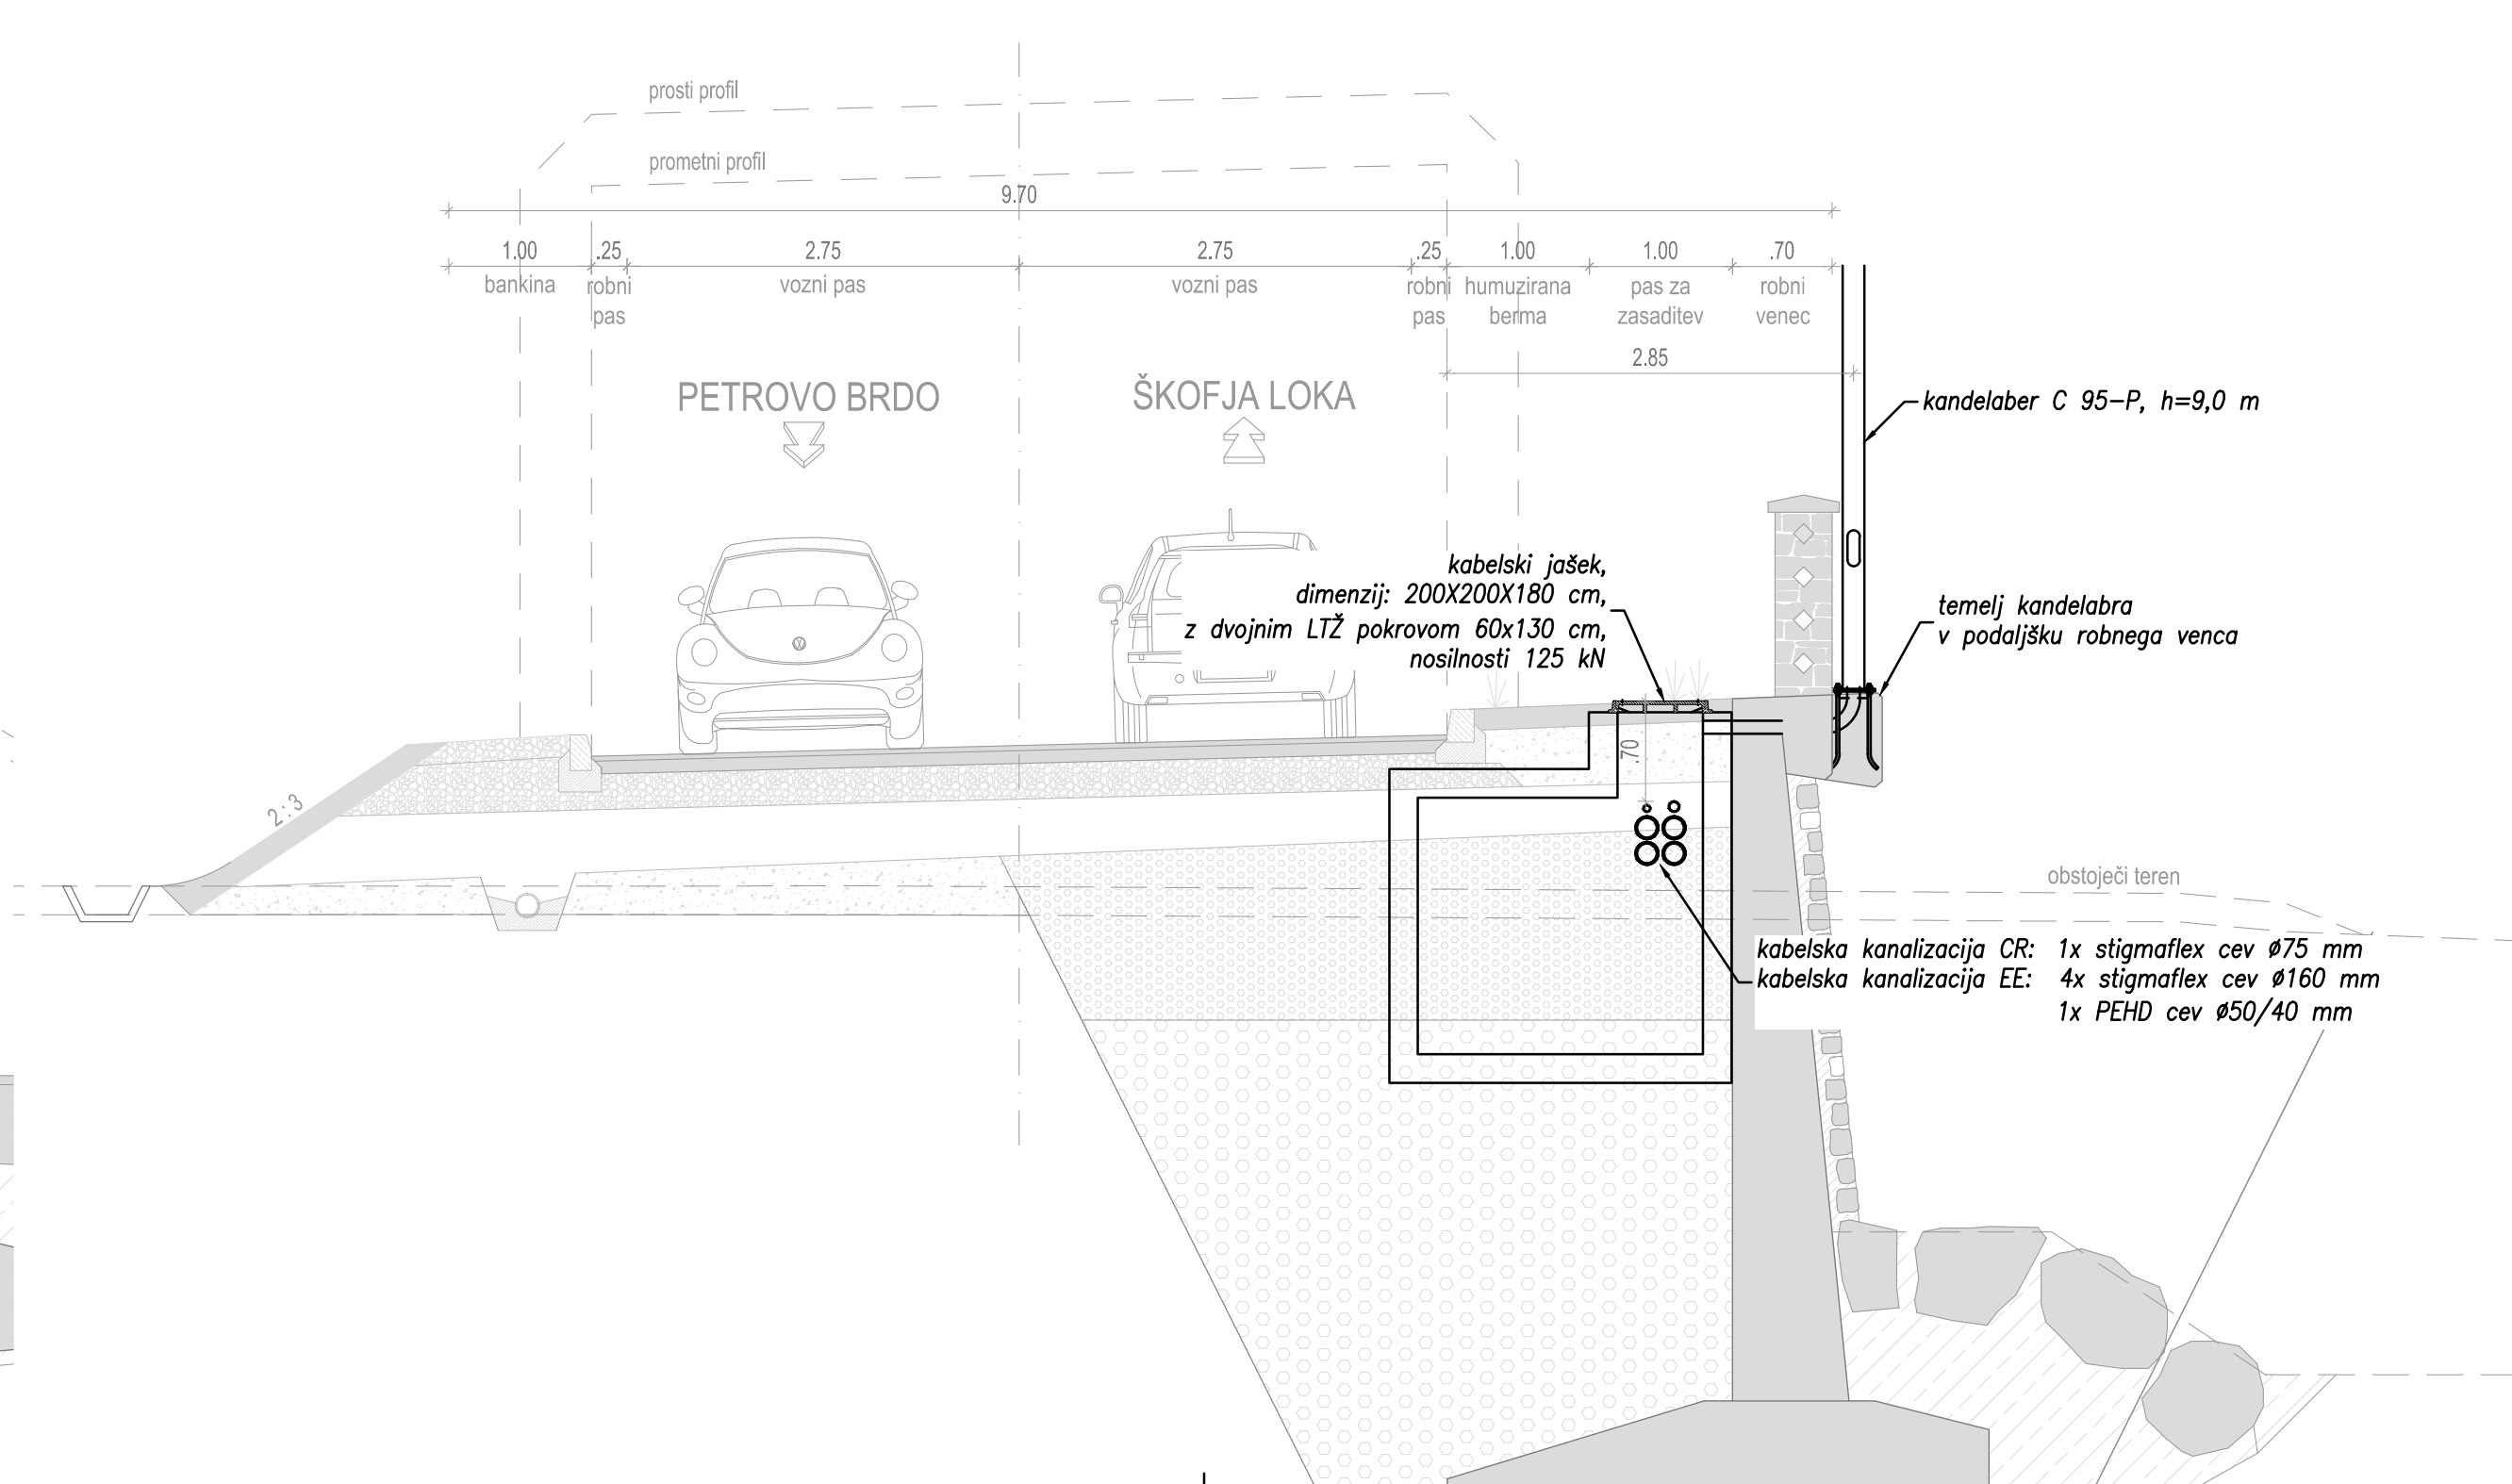 prosti profil
prometni profil
9.70
1.00 .25 2.75 2.75 .25 1.00 1.00 .70
bankina robni vozni pas vozni pas robni humuzirana pas za robni
pas pas berma zasaditev venec
2.85
PETROVO BRDO ŠKOFJA LOKA
kandelaber C 95-P, h=9,0 m
kabelski jašek,
dimenzij: 200X200X180 cm,
z dvojnim LTŽ pokrovom 60x130 cm,
nosilnosti 125 kN
temelj kandelabra
v podaljšku robnega venca
.70
2:3
obstoječi teren
kabelska kanalizacija CR: 1x stigmaflex cev ø75 mm
kabelska kanalizacija EE: 4x stigmaflex cev ø160 mm
1x PEHD cev ø50/40 mm